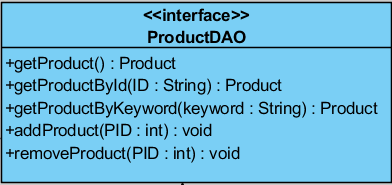 <<interface>>
ProductDAO
+getProduct() : Product
+getProductById(ID : String) : Product
+getProductByKeyword(keyword : String) : Product
+addProduct(PID : int) : void
+removeProduct(PID : int) : void